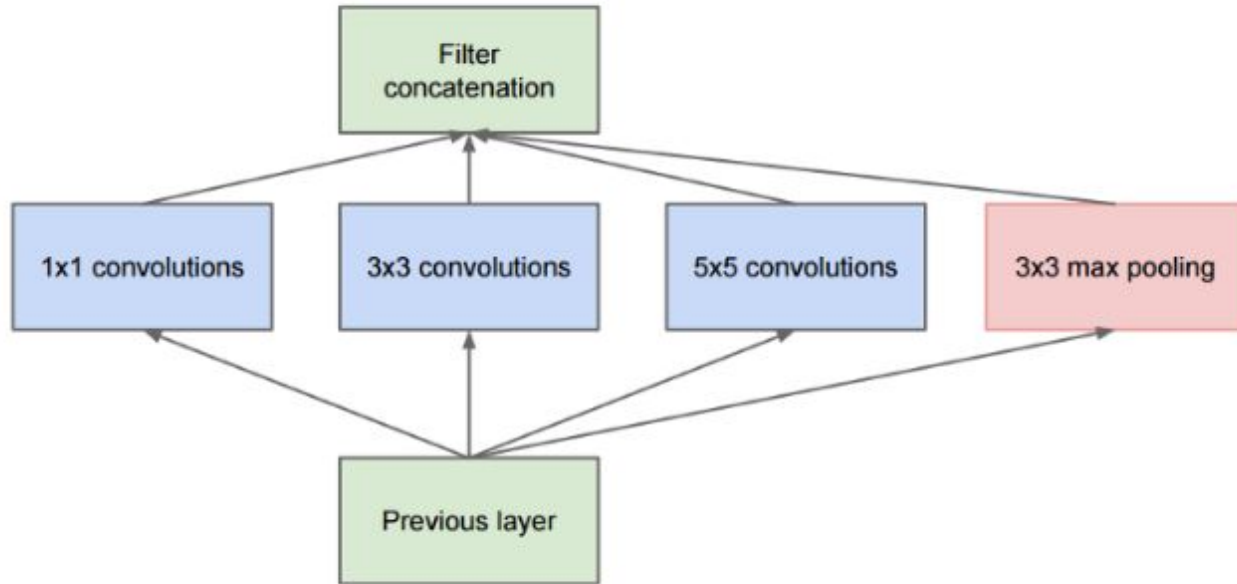 Filter
concatenation
1x1 convolutions
3x3 convolutions
5x5 convolutions
3x3 max pooling
Previous layer